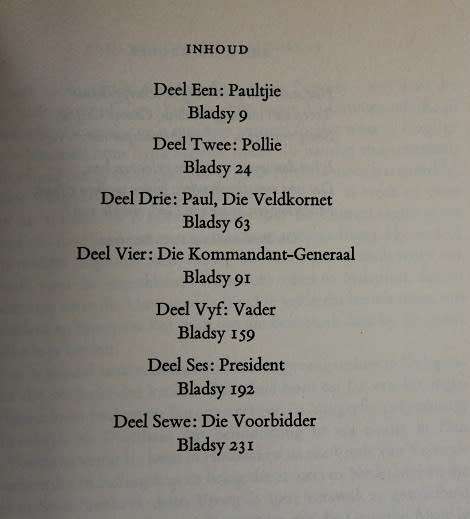 INHOUD
Deel Een: Paultjie
Bladsy 9
Deel Twee: Pollie
Bladsy 24
Deel Drie: Paul, Die Veldkornet
Bladsy 63
Deel Vier: Die Kommandant-Generaal
Bladsy 91
Deel Vyf: Vader
Bladsy 159
Deel Ses: President
Bladsy 192
Deel Sewe: Die Voorbidder
Bladsy 231